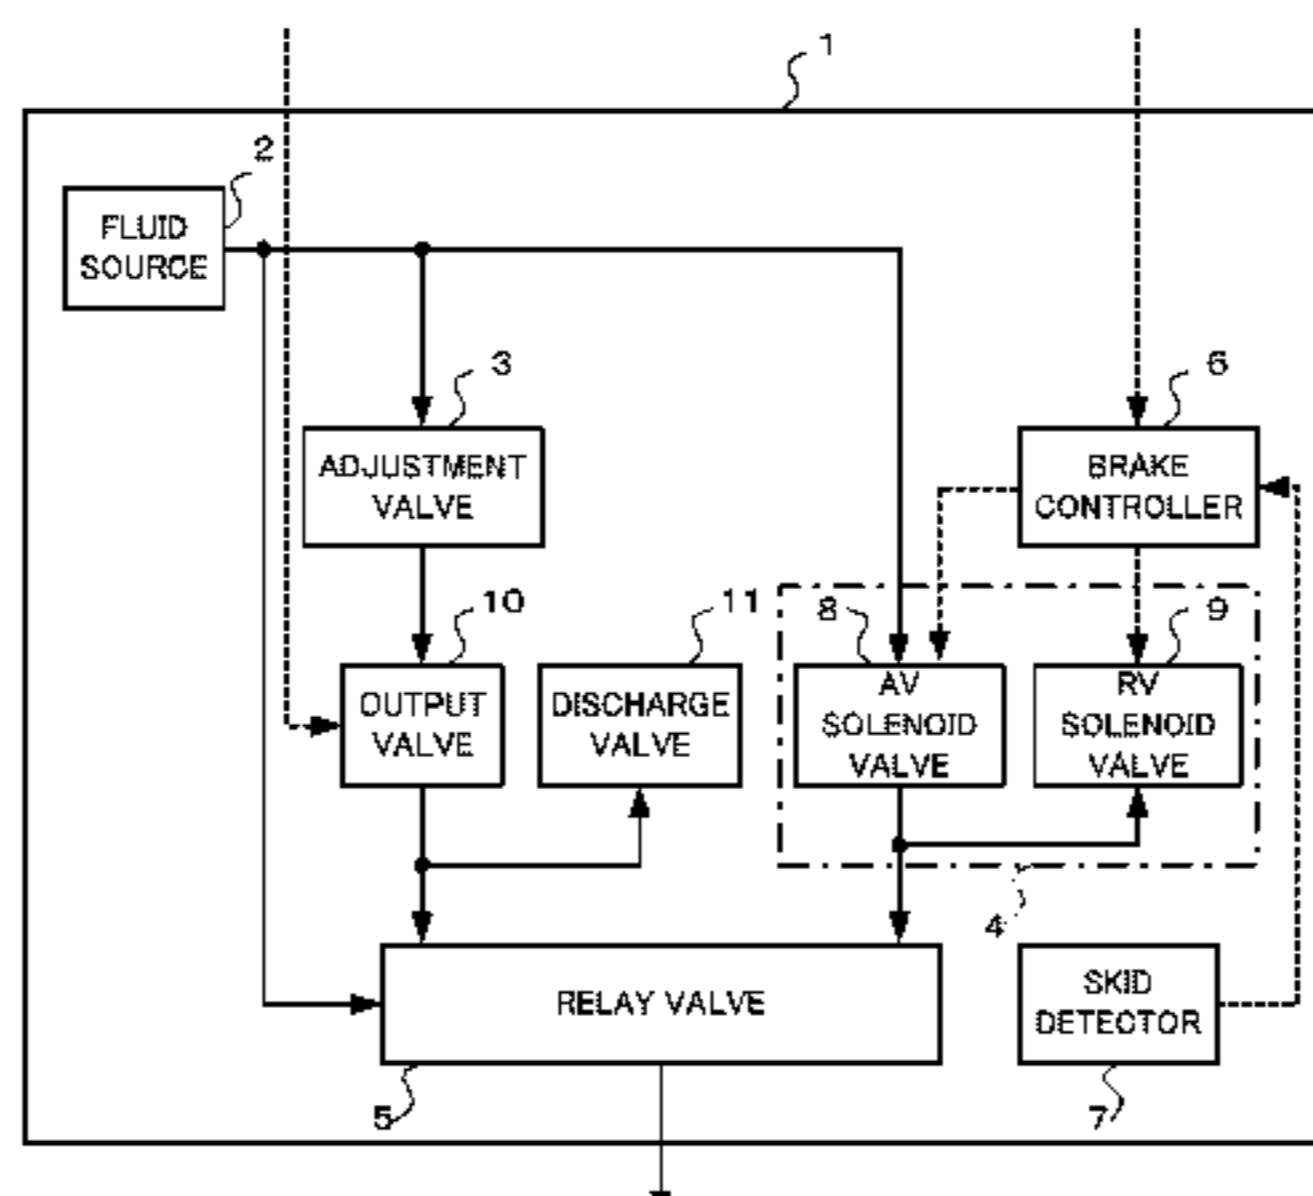 1
2
FLUID
SOURCE
3
6
ADJUSTMENT
VALVE
BRAKE
CONTROLLER
10
11
8
9
OUTPUT
VALVE
DISCHARGE
VALVE
AV
SOLENOID
VALVE
RV
SOLENOID
VALVE
4
RELAY VALVE
SKID
DETECTOR
5
7